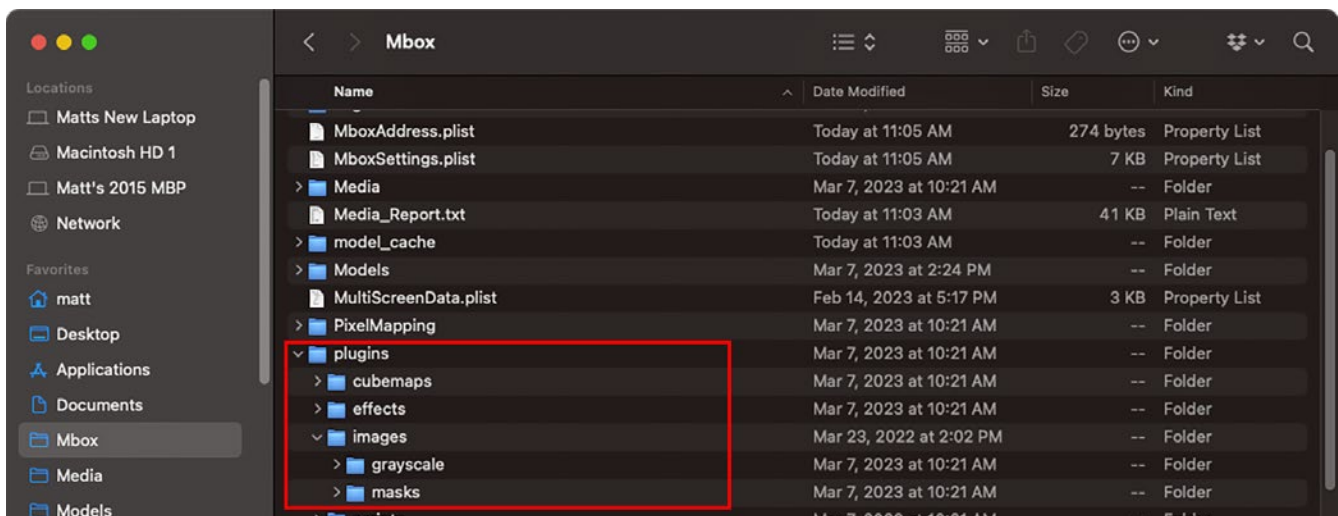 Mbox
Locations
Matts New Laptop
Macintosh HD 1
Matt's 2015 MBP
Network
Favorites
matt
Desktop
Applications
Documents
Mbox
Media
Models
Name Date Modified Size Kind
MboxAddress.plist Today at 11:05 AM 274 bytes Property List
MboxSettings.plist Today at 11:05 AM 7 KB Property List
Media Mar 7, 2023 at 10:21 AM -- Folder
Media_Report.txt Today at 11:03 AM 41 KB Plain Text
model_cache Today at 11:03 AM -- Folder
Models Mar 7, 2023 at 2:24 PM -- Folder
MultiScreenData.plist Feb 14, 2023 at 5:17 PM 3 KB Property List
PixelMapping Mar 7, 2023 at 10:21 AM -- Folder
plugins Mar 7, 2023 at 10:21 AM -- Folder
cubemaps Mar 7, 2023 at 10:21 AM -- Folder
effects Mar 7, 2023 at 10:21 AM -- Folder
images Mar 23, 2022 at 2:02 PM -- Folder
grayscale Mar 7, 2023 at 10:21 AM -- Folder
masks Mar 7, 2023 at 10:21 AM -- Folder